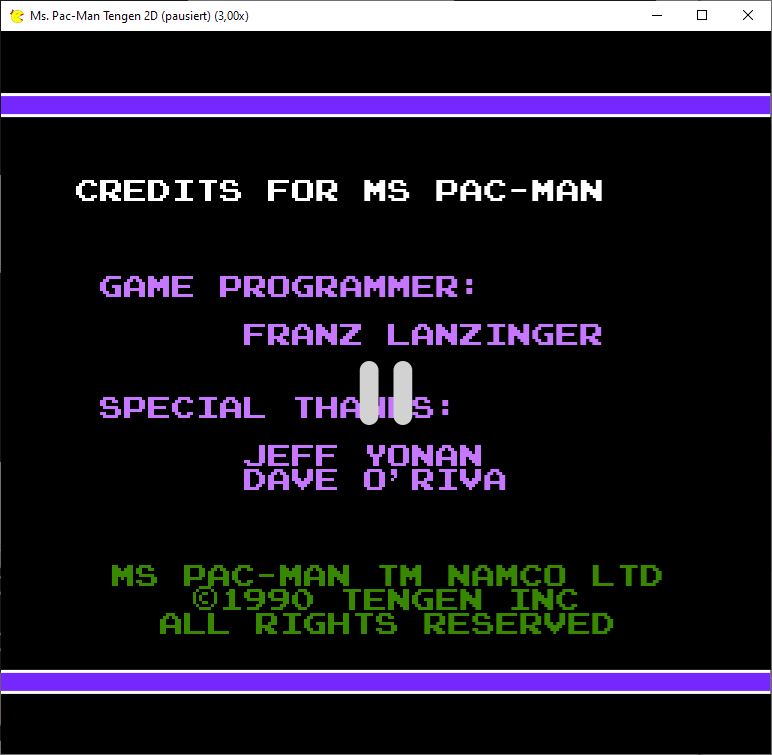 Ms. Pac-Man Tengen 2D (pausiert) (3,00x)
CREDITS FOR MS PAC-MAN
GAME PROGRAMMER:
FRANZ LANZINGER
SPECIAL THANKS:
JEFF YONAN
DAVE O'RIVA
MS PAC-MAN TM NAMCO LTD
©1990 TENGEN INC
ALL RIGHTS RESERVED